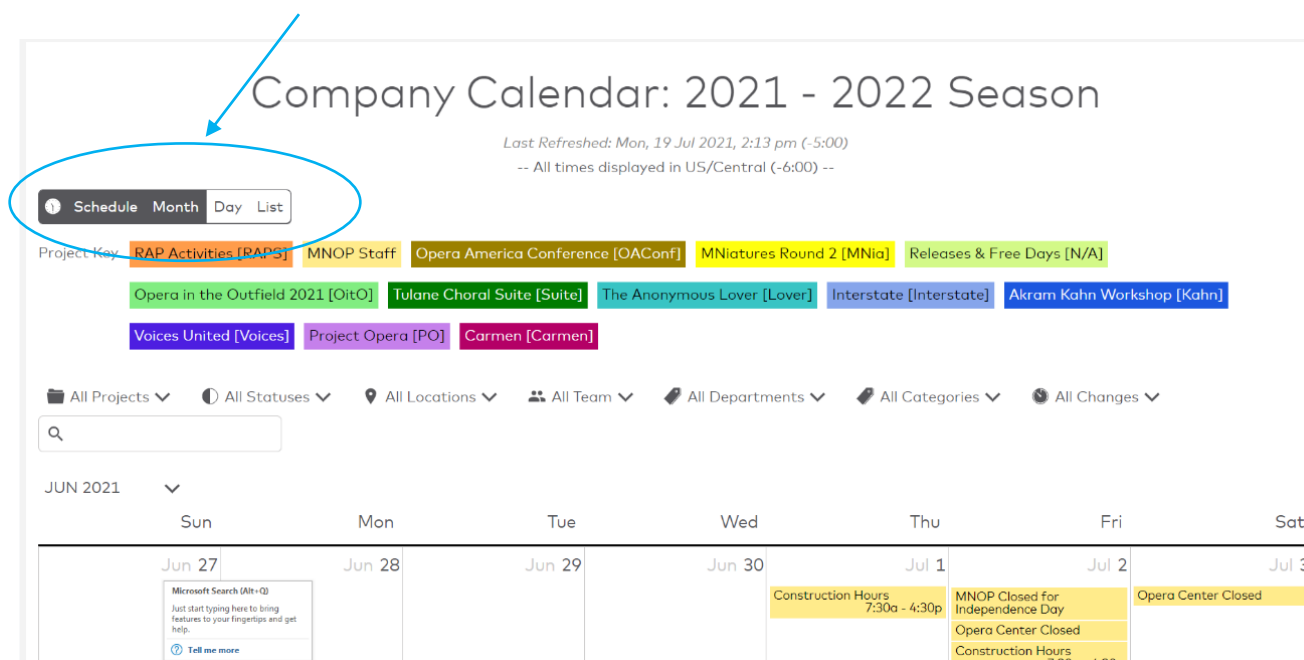 Company Calendar: 2021 - 2022 Season
Last Refreshed: Mon, 19 Jul 2021, 2:13 pm (-5:00)
-- All times displayed in US/Central (-6:00) --
Schedule Month Day List
Project Key RAP Activities [RAPS] MNOP Staff Opera America Conference [OAConf] MNiatures Round 2 [MNia] Releases & Free Days [N/A]
Opera in the Outfield 2021 [OitO] Tulane Choral Suite [Suite] The Anonymous Lover [Lover] Interstate [Interstate] Akram Kahn Workshop [Kahn]
Voices United [Voices] Project Opera [PO] Carmen [Carmen]
All Projects All Statuses All Locations All Team All Departments All Categories All Changes
JUN 2021
Sun Mon Tue Wed Thu Fri Sat
Jun 27 Jun 28 Jun 29 Jun 30 Jul 1 Jul 2 Jul 3
Microsoft Search (Alt+Q)
Just start typing here to bring
features to your fingertips and get
help.
Tell me more
Construction Hours
7:30a - 4:30p
MNOP Closed for
Independence Day
Opera Center Closed
Construction Hours
Opera Center Closed